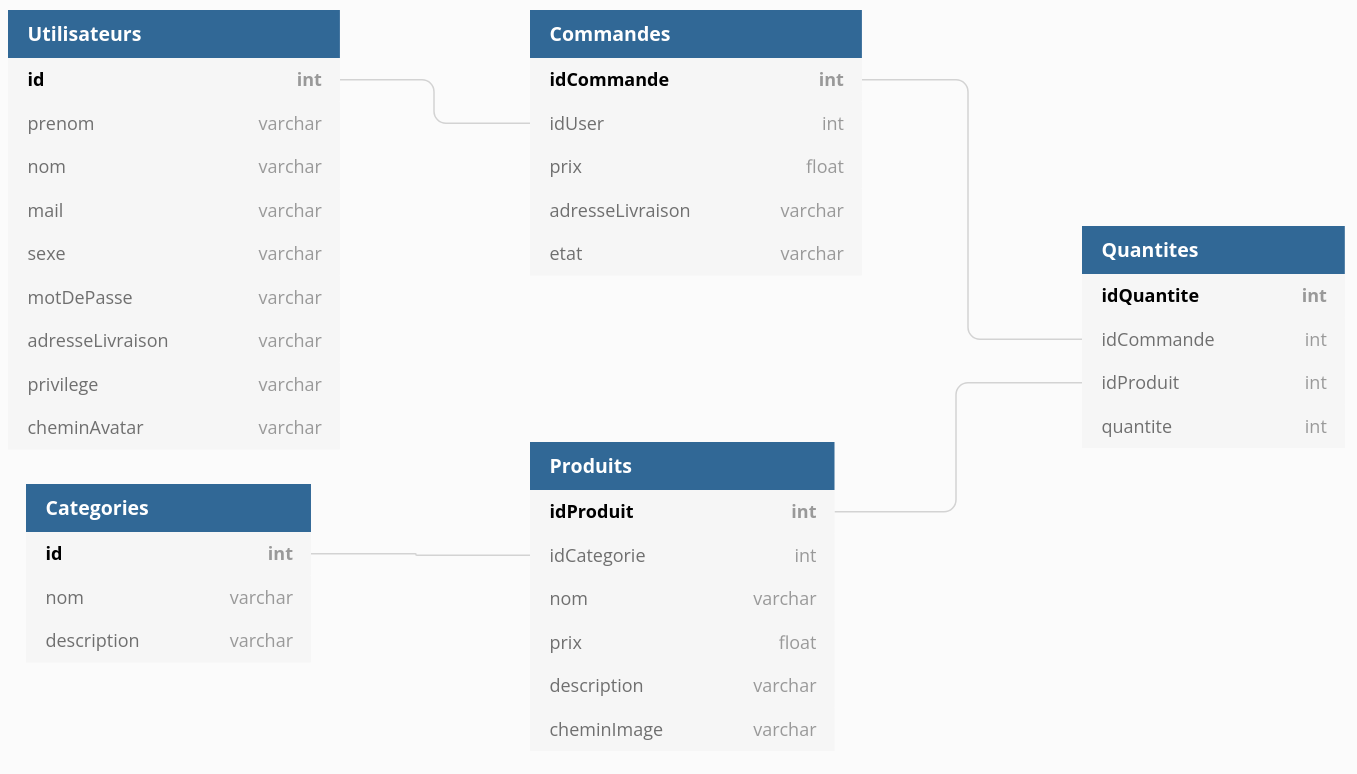 Utilisateurs
id int
prenom varchar
nom varchar
mail varchar
sexe varchar
motDePasse varchar
adresseLivraison varchar
privilege varchar
cheminAvatar varchar
Commandes
idCommande int
idUser int
prix float
adresseLivraison varchar
etat varchar
Quantites
idQuantite int
idCommande int
idProduit int
quantite int
Categories
id int
nom varchar
description varchar
Produits
idProduit int
idCategorie int
nom varchar
prix float
description varchar
cheminImage varchar